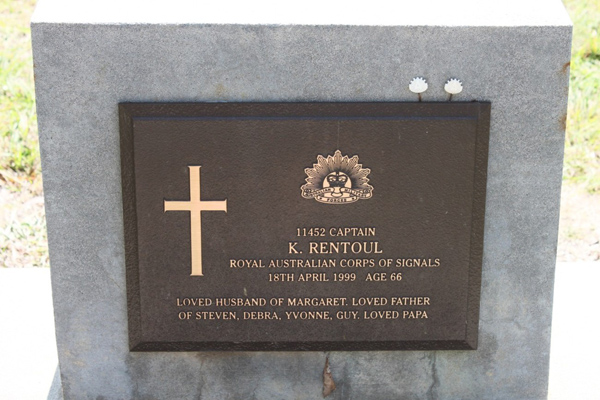 11452 CAPTAIN
K. RENTOUL
ROYAL AUSTRALIAN CORPS OF SIGNALS
18TH APRIL 1999 AGE 66
LOVED HUSBAND OF MARGARET. LOVED FATHER
OF STEVEN, DEBRA, YVONNE, GUY. LOVED PAPA